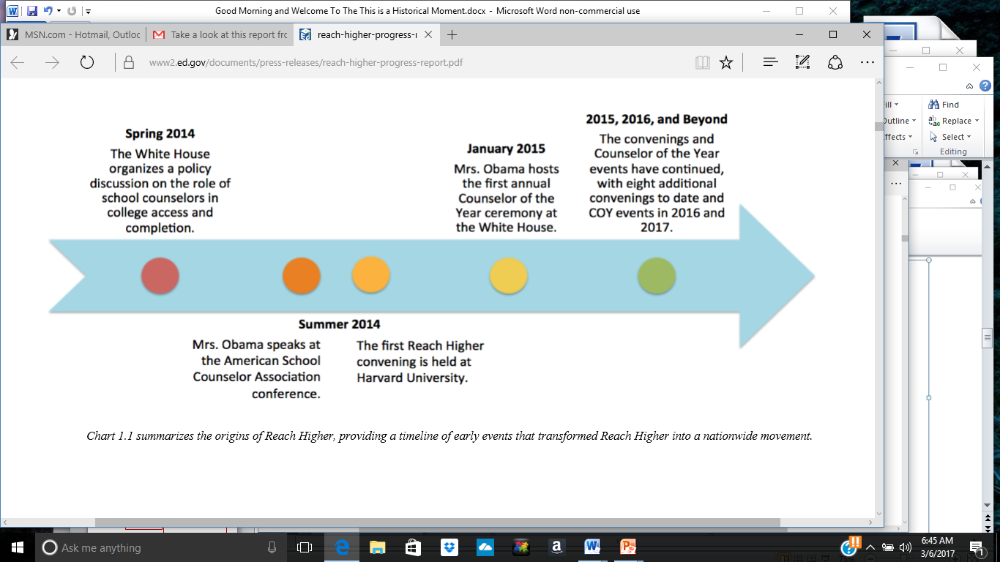 Good Morning and Welcome To The This is a Historical Moment.docx - Microsoft Word non-commercial use
MSN.com - Hotmail, Outloc
Take a look at this report fro
reach-higher-progress-r
www2.ed.gov/documents/press-releases/reach-higher-progress-report.pdf
ill
Find
Outline
Replace
ffects
Select
Editing
Spring 2014
The White House
organizes a policy
discussion on the role of
school counselors in
college access and
completion.
January 2015
Mrs. Obama hosts
the first annual
Counselor of the
Year ceremony at
the White House.
2015, 2016, and Beyond
The convenings and
Counselor of the Year
events have continued,
with eight additional
convenings to date and
COY events in 2016 and
2017.
Summer 2014
Mrs. Obama speaks at
the American School
Counselor Association
conference.
The first Reach Higher
convening is held at
Harvard University.
Chart 1.1 summarizes the origins of Reach Higher, providing a timeline of early events that transformed Reach Higher into a nationwide movement.
Ask me anything
6:45 AM
3/6/2017